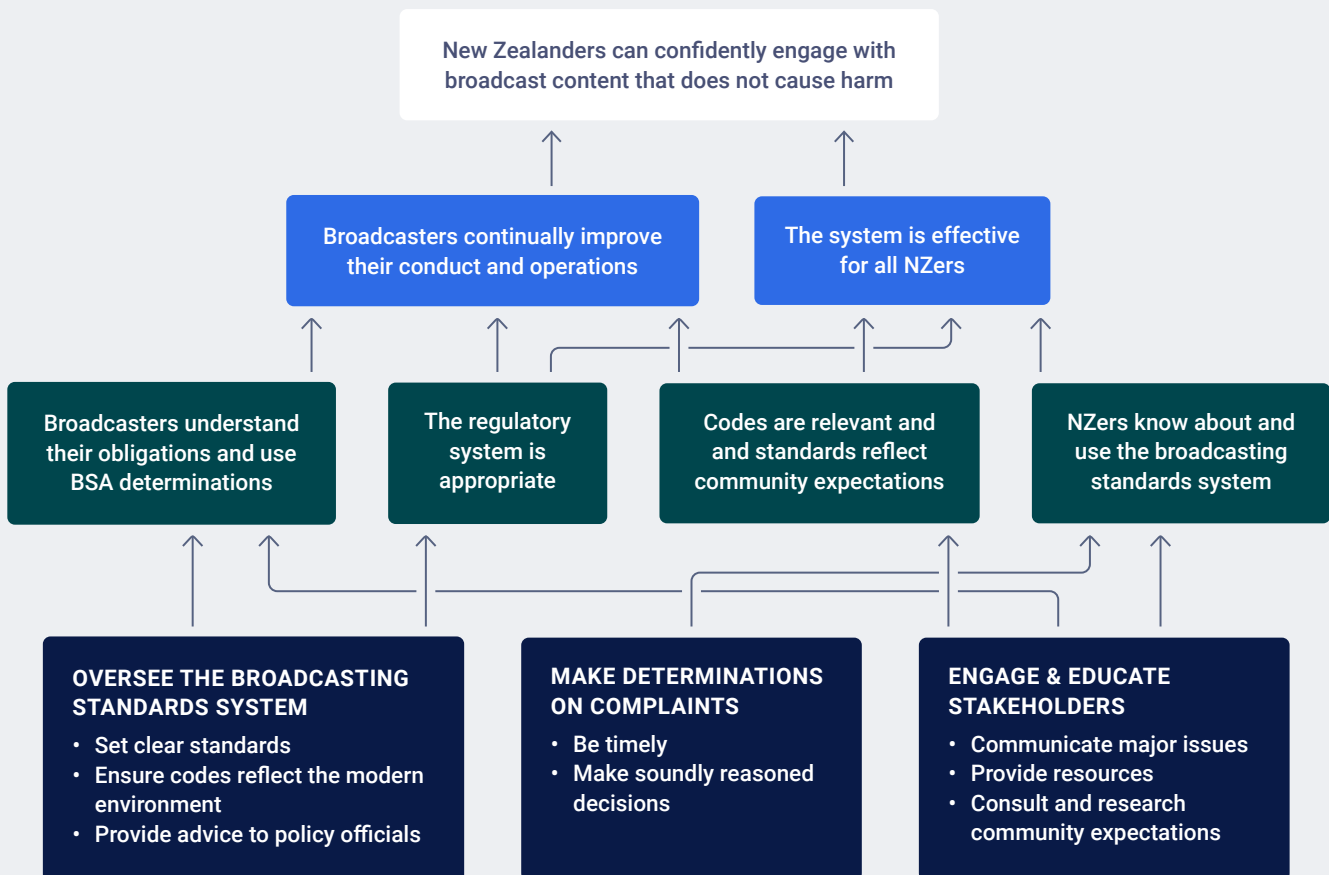 New Zealanders can confidently engage with
broadcast content that does not cause harm
Broadcasters continually improve
their conduct and operations
The system is effective
for all NZers
Broadcasters understand
their obligations and use
BSA determinations
The regulatory
system is
appropriate
Codes are relevant and
and standards reflect
community expectations
NZers know about and
use the broadcasting
standards system
OVERSEE THE BROADCASTING
STANDARDS SYSTEM
• Set clear standards
• Ensure codes reflect the modern
environment
• Provide advice to policy officials
MAKE DETERMINATIONS
ON COMPLAINTS
• Be timely
• Make soundly reasoned
decisions
ENGAGE & EDUCATE
STAKEHOLDERS
• Communicate major issues
• Provide resources
• Consult and research
community expectations